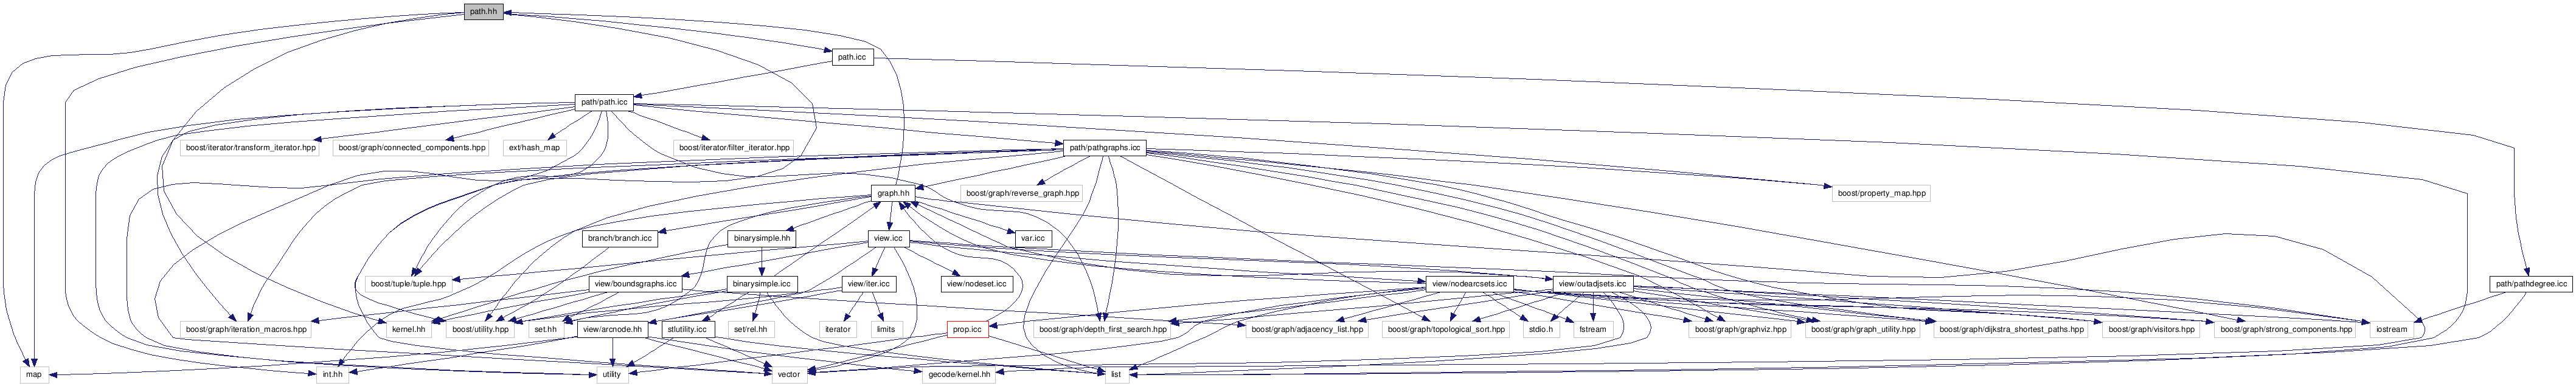 path.hh
path.icc
path/path.icc
boost/iterator/transform_iterator.hpp
boost/graph/connected_components.hpp
ext/hash_map
boost/iterator/filter_iterator.hpp
path/pathgraphs.icc
graph.hh
boost/graph/reverse_graph.hpp
boost/property_map.hpp
branch/branch.icc
binarysimple.hh
view.icc
var.icc
boost/tuple/tuple.hpp
view/boundsgraphs.icc
binarysimple.icc
view/iter.icc
view/nodeset.icc
view/nodearcsets.icc
view/outadjsets.icc
path/pathdegree.icc
boost/graph/iteration_macros.hpp
kernel.hh
boost/utility.hpp
set.hh
view/arcnode.hh
stlutility.icc
set/rel.hh
iterator
limits
prop.icc
boost/graph/depth_first_search.hpp
boost/graph/adjacency_list.hpp
boost/graph/topological_sort.hpp
stdio.h
fstream
boost/graph/graphviz.hpp
boost/graph/graph_utility.hpp
boost/graph/dijkstra_shortest_paths.hpp
boost/graph/visitors.hpp
boost/graph/strong_components.hpp
iostream
map
int.hh
utility
vector
gecode/kernel.hh
list